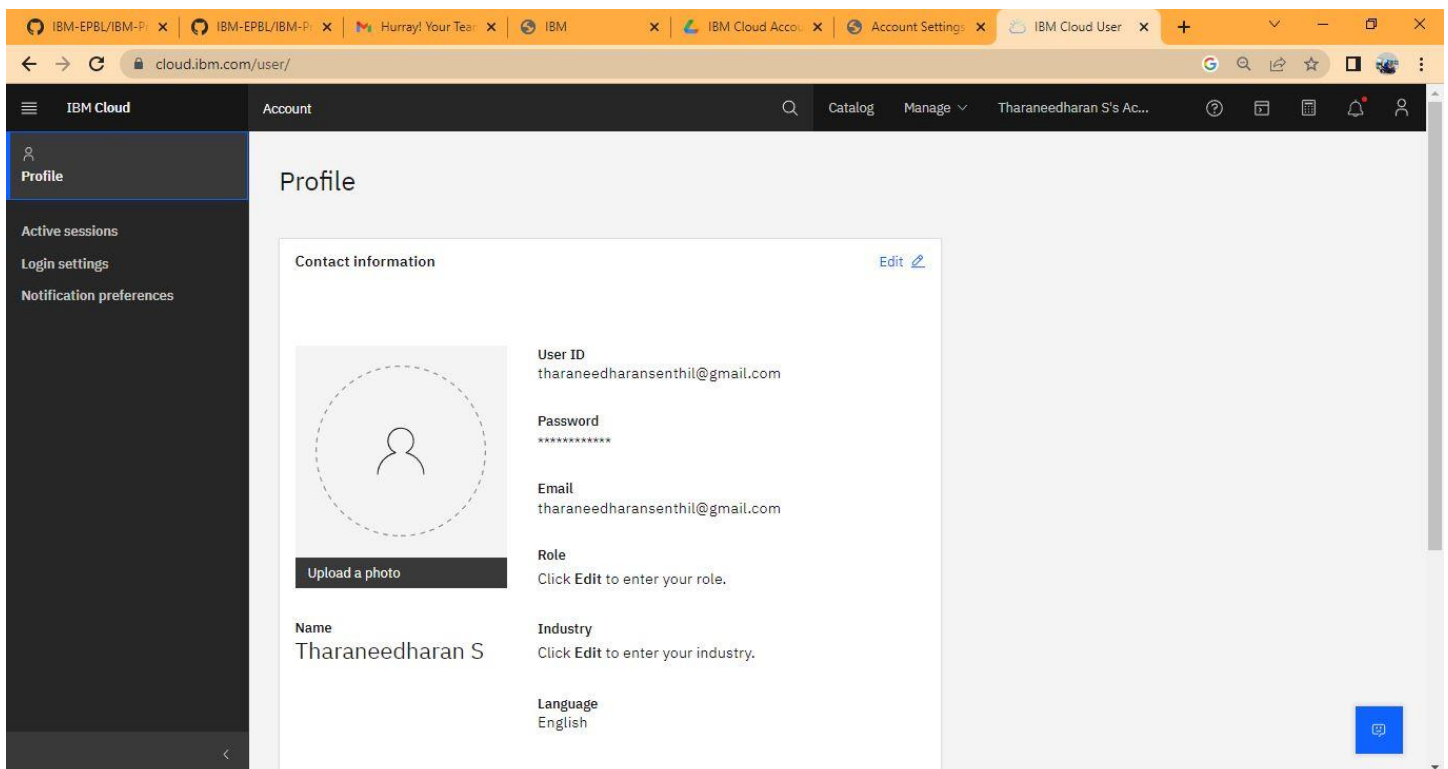 IBM-EPBL/IBM-P
IBM-EPBL/IBM-P
Hurray! Your Tea
IBM
IBM Cloud Accou
Account Settings
IBM Cloud User
cloud.ibm.com/user/
IBM Cloud
Account
Catalog
Manage
Tharaneedharan S's Ac...
Profile
Active sessions
Login settings
Notification preferences
Profile
Contact information
Edit
Upload a photo
Name
Tharaneedharan S
User ID
tharaneedharansenthil@gmail.com
Password
************
Email
tharaneedharansenthil@gmail.com
Role
Click Edit to enter your role.
Industry
Click Edit to enter your industry.
Language
English